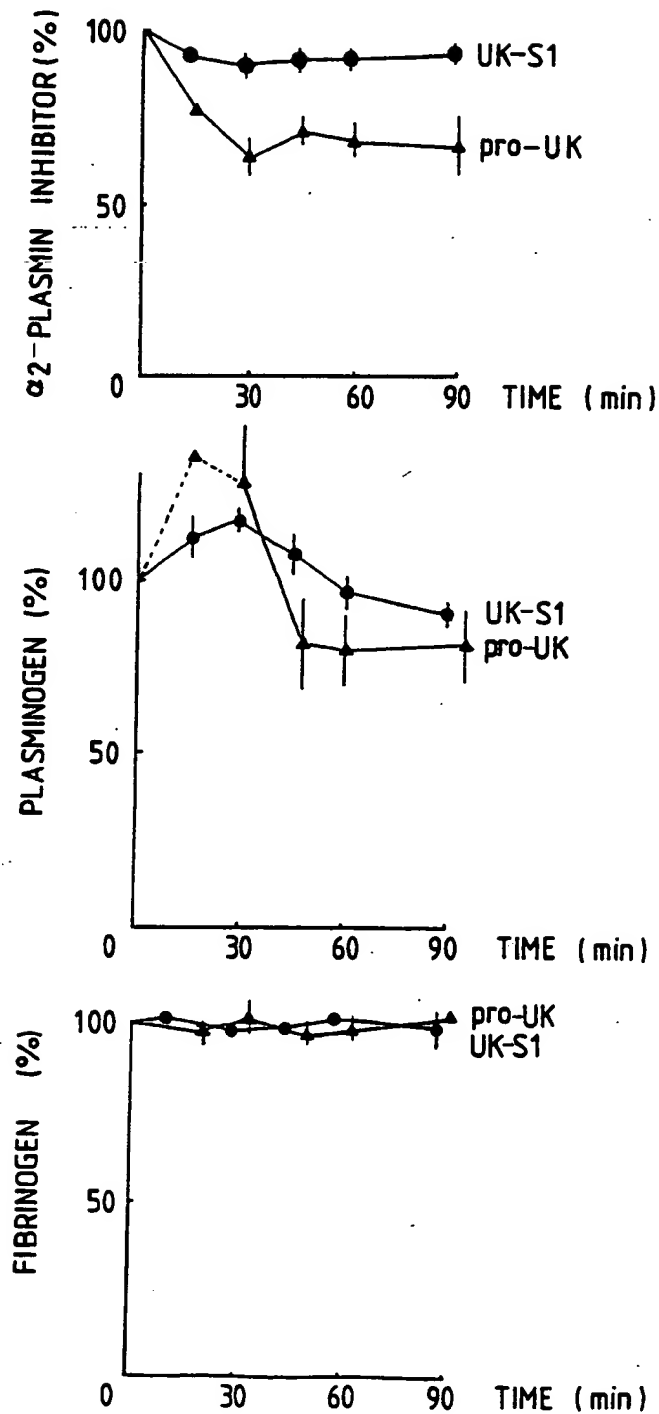 α2-PLASMIN INHIBITOR (%)
100
50
0
30
60
90
TIME (min)
UK-S1
pro-UK
PLASMINOGEN (%)
100
50
0
30
60
90
TIME (min)
UK-S1
pro-UK
FIBRINOGEN (%)
100
50
0
30
60
90
TIME (min)
pro-UK
UK-S1